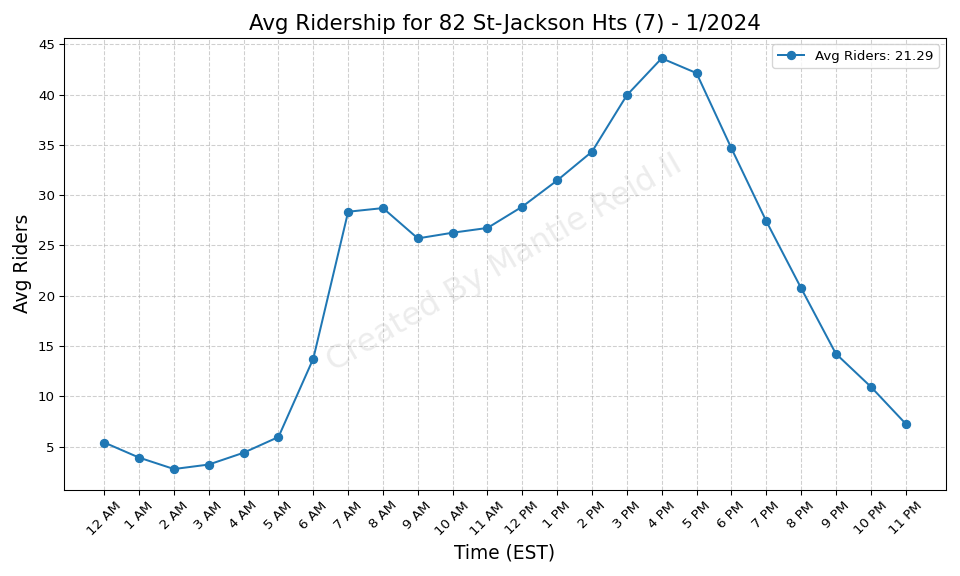 Avg Ridership for 82 St-Jackson Hts (7) - 1/2024
Avg Riders: 21.29
45
40
35
30
25
20
15
10
5
Avg Riders
Created By Mantie Reid II
12 AM
1 AM
2 AM
3 AM
4 AM
5 AM
6 AM
7 AM
8 AM
9 AM
10 AM
11 AM
12 PM
1 PM
2 PM
3 PM
4 PM
5 PM
6 PM
7 PM
8 PM
9 PM
10 PM
11 PM
Time (EST)